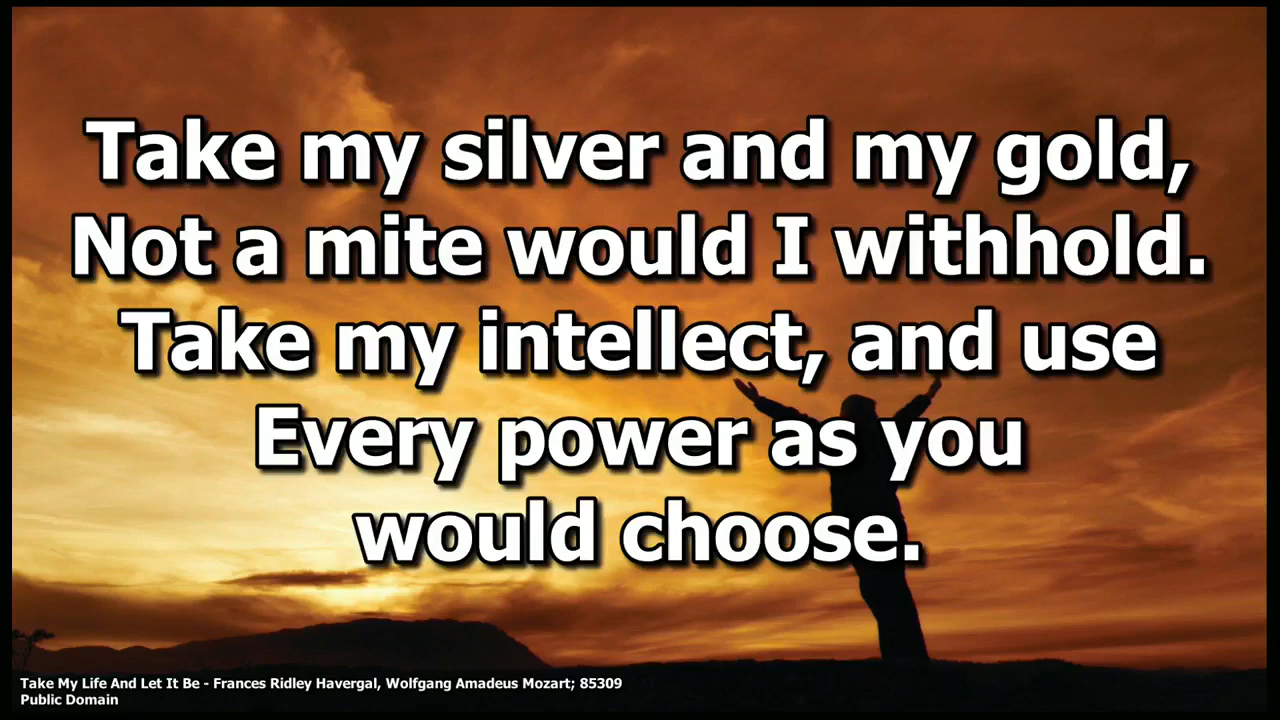 Take my silver and my gold,
Not a mite would I withhold.
Take my intellect, and use
Every power as you
would choose.
Take My Life And Let It Be - Frances Ridley Havergal, Wolfgang Amadeus Mozart; 85309
Public Domain